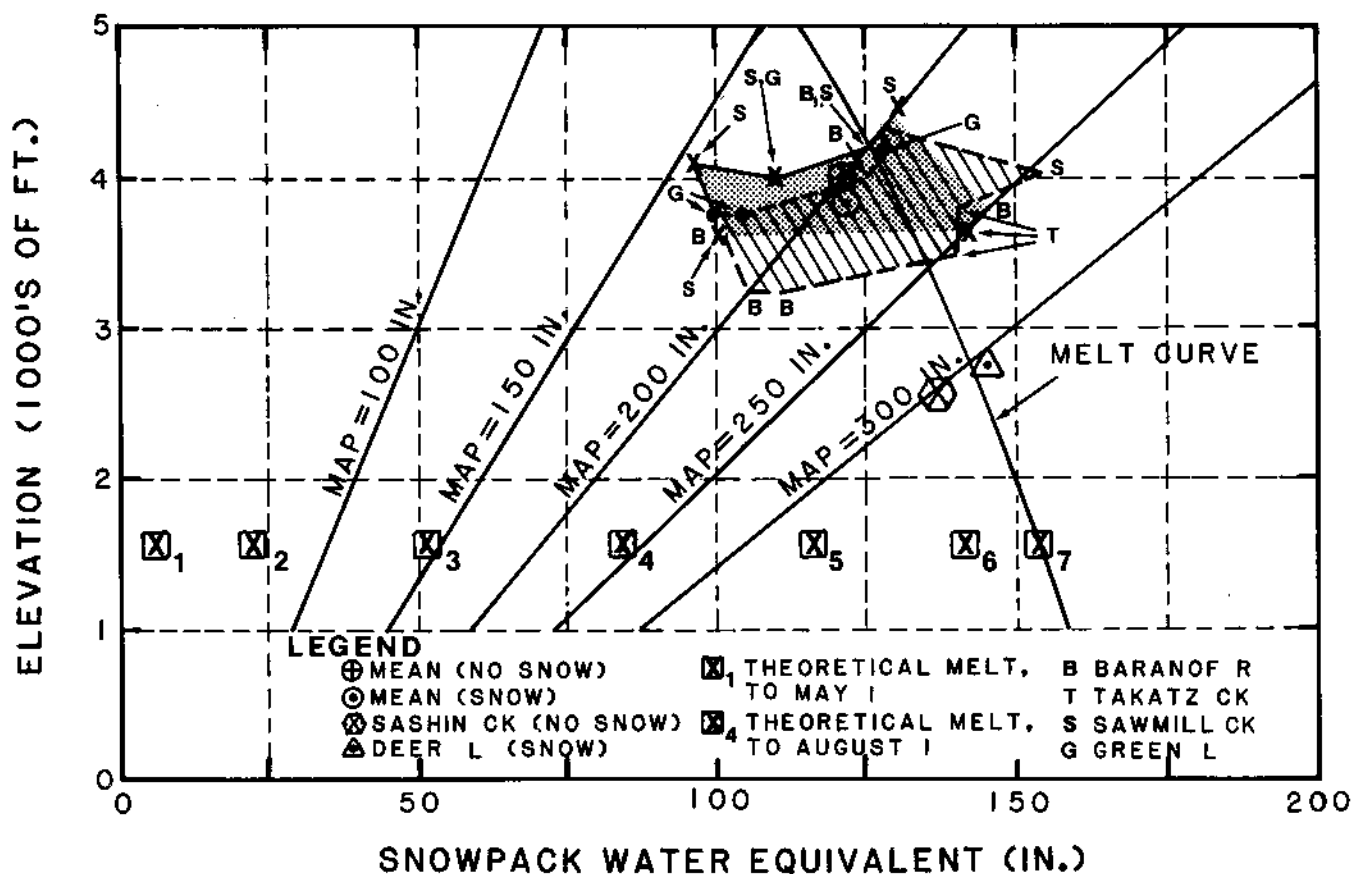 ELEVATION (1000'S OF FT.)
5
4
3
2
1
0
S,G
B,S
S
S
B
G
G
S
B
B
T
S
B B
MAP=100 IN.
MAP=150 IN.
MAP=200 IN.
MAP=250 IN.
MAP=300 IN.
MELT CURVE
1
2
3
4
5
6
7
LEGEND
MEAN (NO SNOW)
MEAN (SNOW)
SASHIN CK (NO SNOW)
DEER L (SNOW)
X1 THEORETICAL MELT,
TO MAY 1
X4 THEORETICAL MELT,
TO AUGUST 1
B BARANOF R
T TAKATZ CK
S SAWMILL CK
G GREEN L
0 50 100 150 200
SNOWPACK WATER EQUIVALENT (IN.)